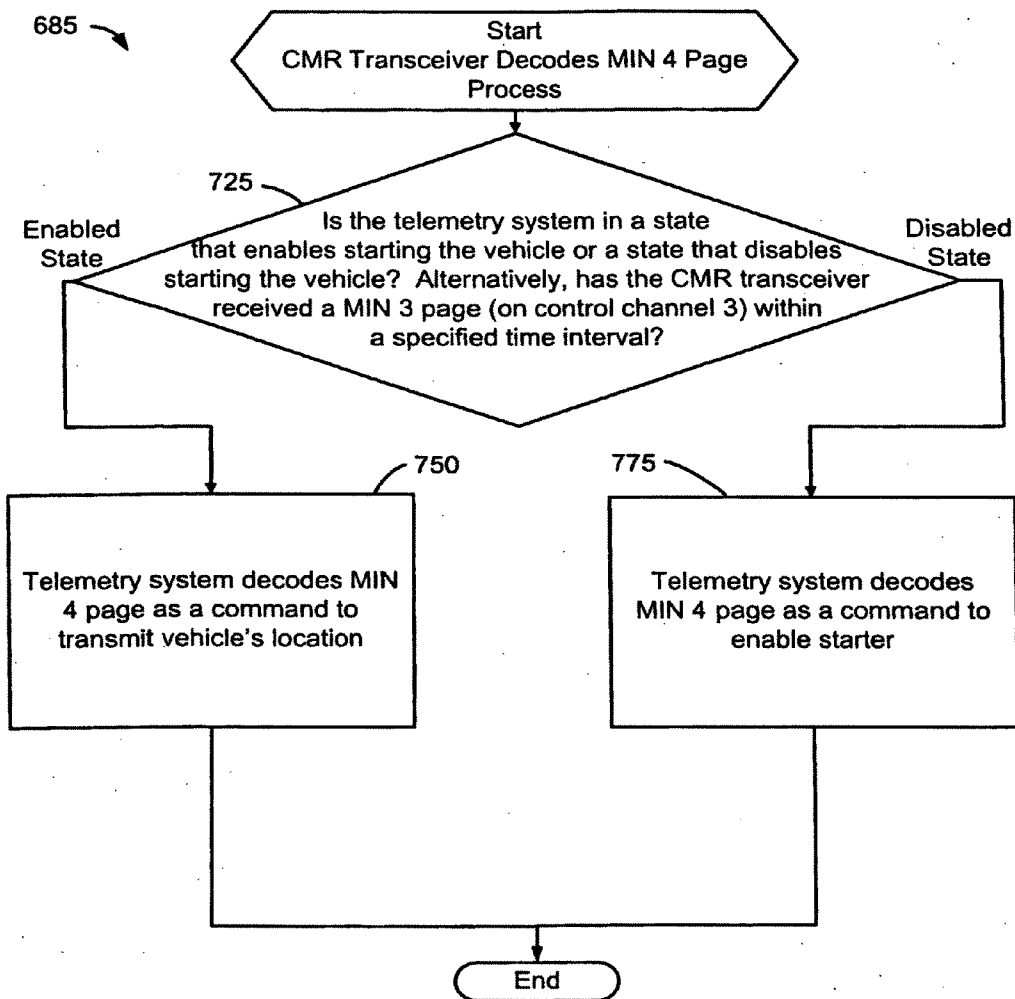 685
Start
CMR Transceiver Decodes MIN 4 Page
Process
725
Enabled
State
Is the telemetry system in a state
that enables starting the vehicle or a state that disables
starting the vehicle? Alternatively, has the CMR transceiver
received a MIN 3 page (on control channel 3) within
a specified time interval?
Disabled
State
750
Telemetry system decodes MIN
4 page as a command to
transmit vehicle's location
775
Telemetry system decodes
MIN 4 page as a command to
enable starter
End